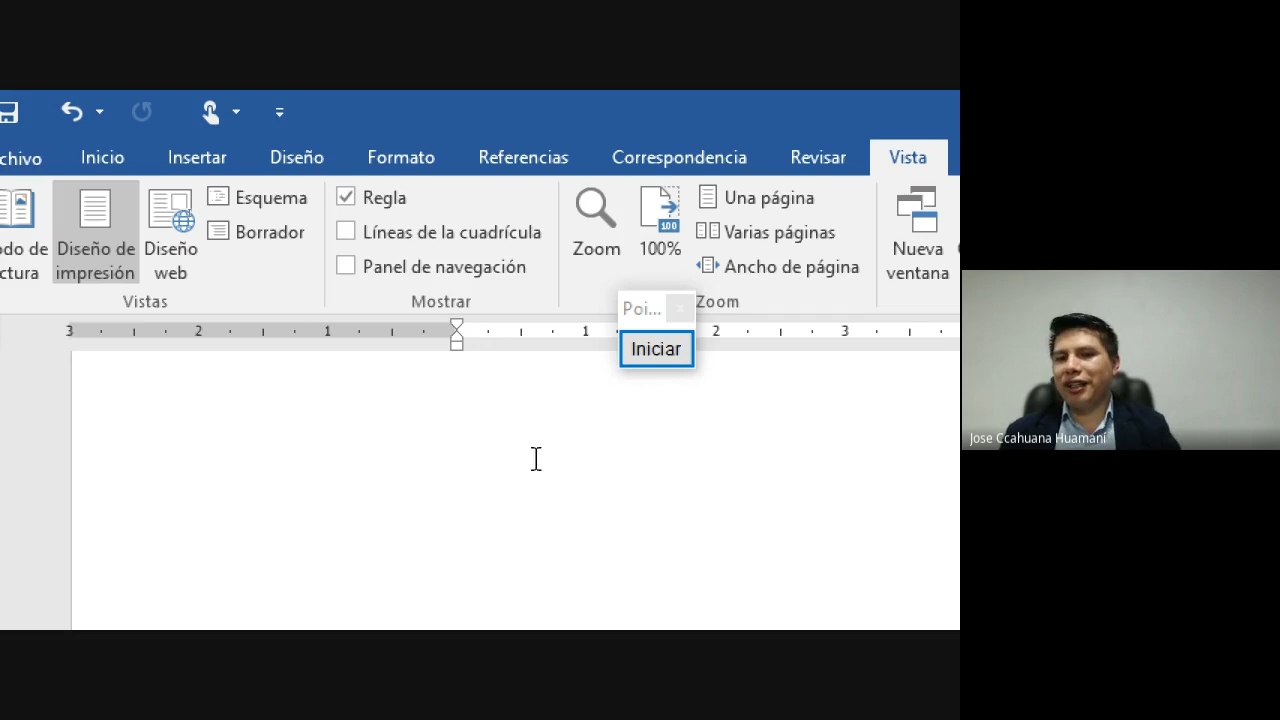 chivo Inicio Insertar Diseño Formato Referencias Correspondencia Revisar Vista
odo de
ctura
Diseño de
impresión
Diseño
web
Esquema
Borrador
Vistas
Regla
Líneas de la cuadrícula
Panel de navegación
Mostrar
Zoom
100
100%
Una página
Varias páginas
Ancho de página
Zoom
Nueva
ventana
Poi... x
Iniciar
3 2 1 1 2 3
Jose Ccahuana Huamani